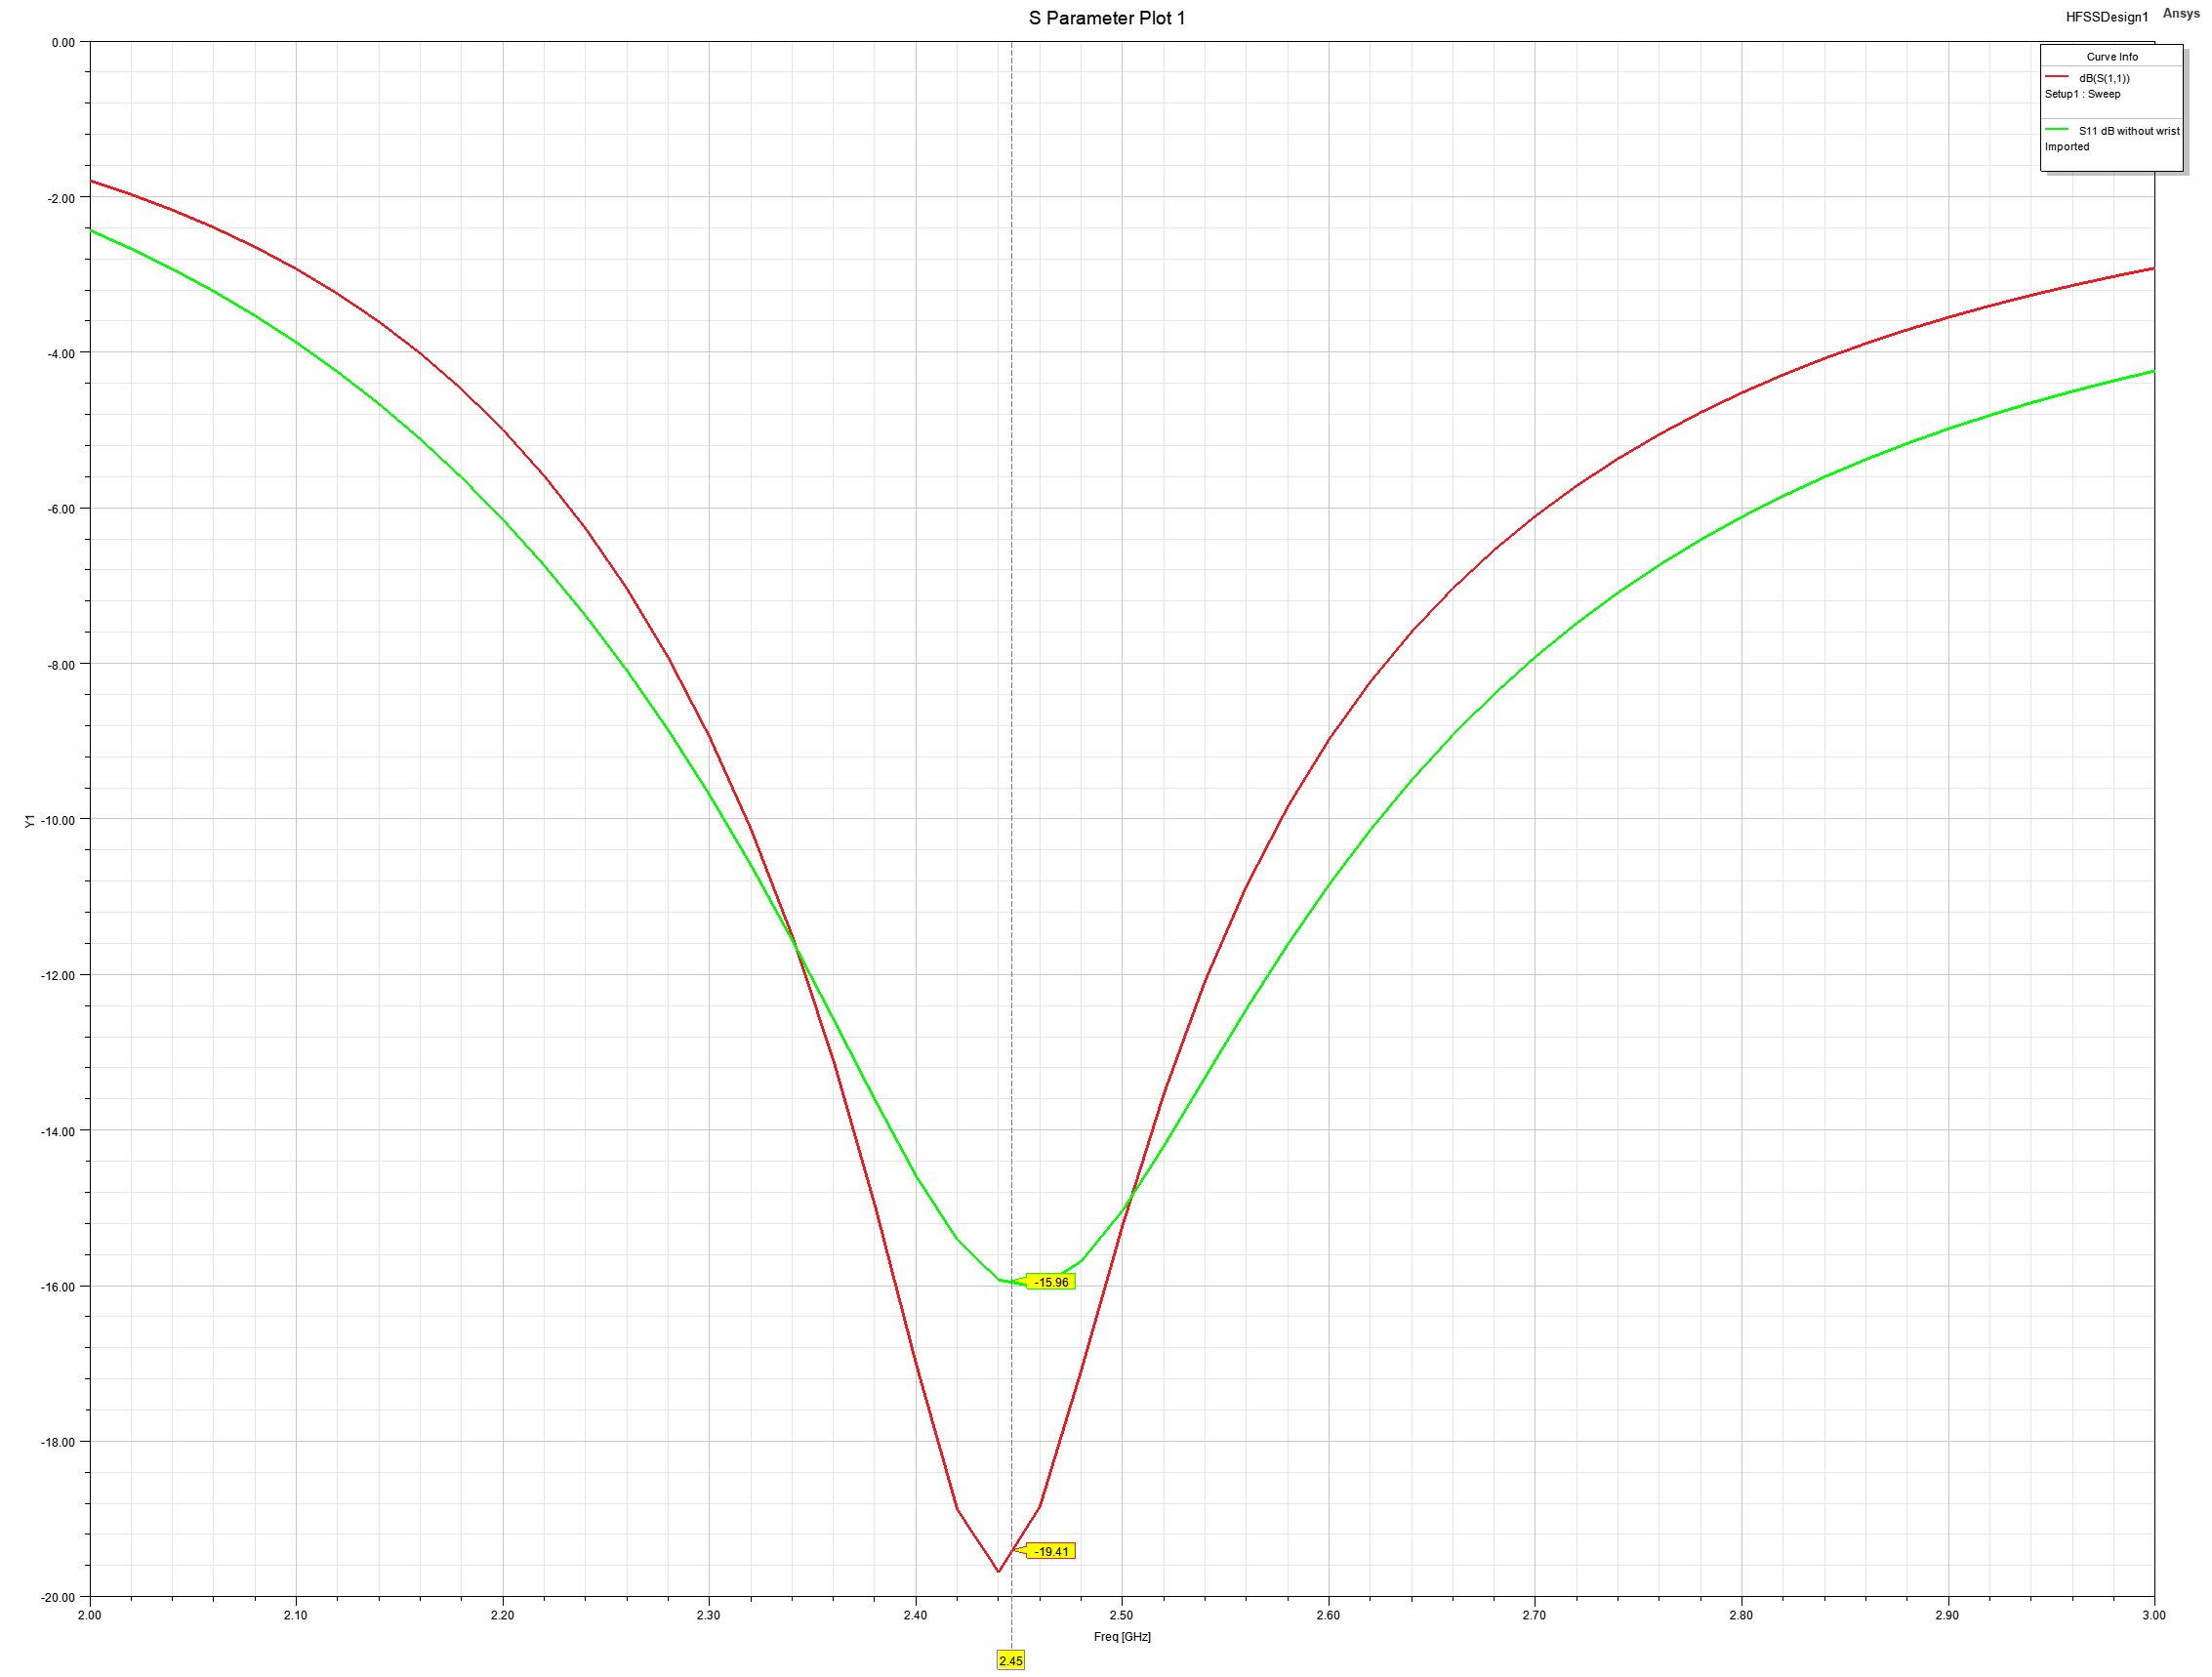 S Parameter Plot 1
HFSSDesign1
Ansys
Curve Info
dB(S(1,1))
Setup1 : Sweep
S11 dB without wrist
Imported
0.00
-2.00
-4.00
-6.00
-8.00
-10.00
-12.00
-14.00
-16.00
-18.00
-20.00
Y1
-15.96
-19.41
2.00
2.10
2.20
2.30
2.40
2.50
2.60
2.70
2.80
2.90
3.00
Freq [GHz]
2.45